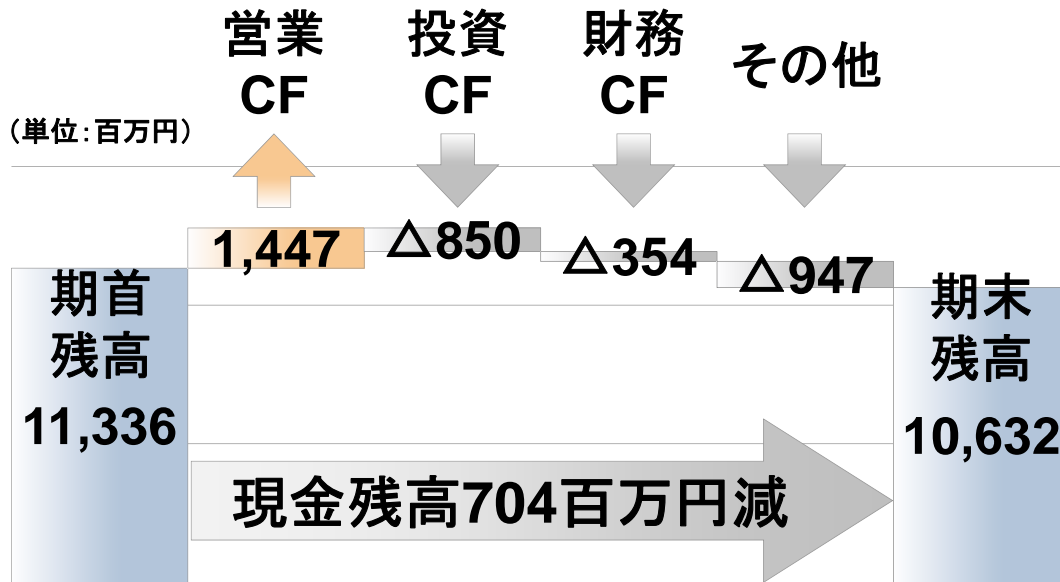 営業
CF
投資
CF
財務
CF
その他
（単位：百万円）
1,447
△850
△354
△947
期首
残高
11,336
期末
残高
10,632
現金残高704百万円減